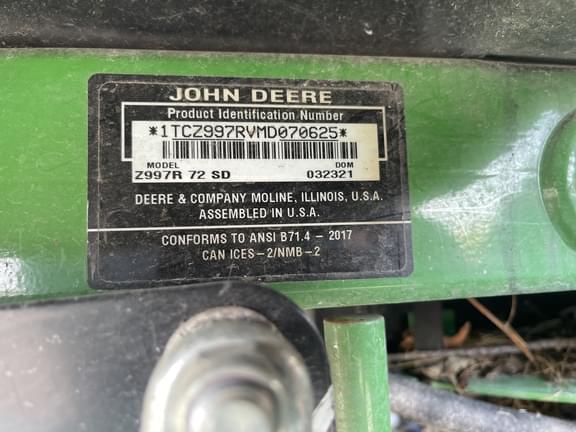 JOHN DEERE
Product Identification Number
*1TCZ997RVMD070625*
MODEL DOM
Z997R 72 SD 032321
DEERE & COMPANY MOLINE, ILLINOIS, U.S.A.
ASSEMBLED IN U.S.A.
CONFORMS TO ANSI B71.4 – 2017
CAN ICES–2/NMB–2